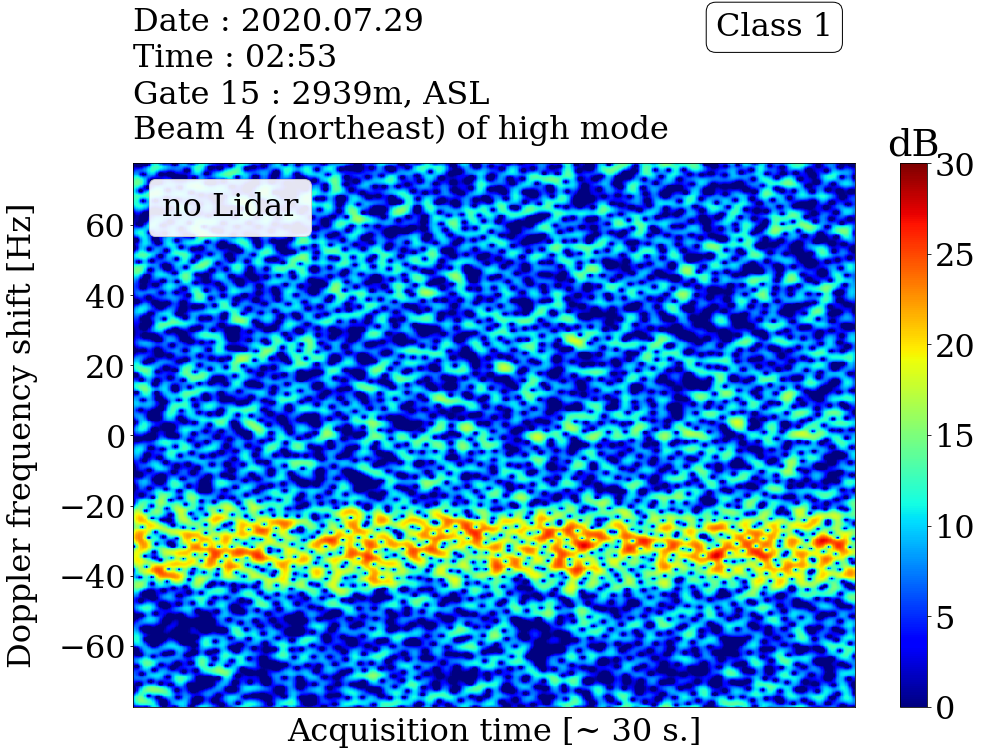 Date : 2020.07.29
Time : 02:53
Gate 15 : 2939m, ASL
Beam 4 (northeast) of high mode
Class 1
dB
no Lidar
Doppler frequency shift [Hz]
60
40
20
0
−20
−40
−60
Acquisition time [~ 30 s.]
30
25
20
15
10
5
0